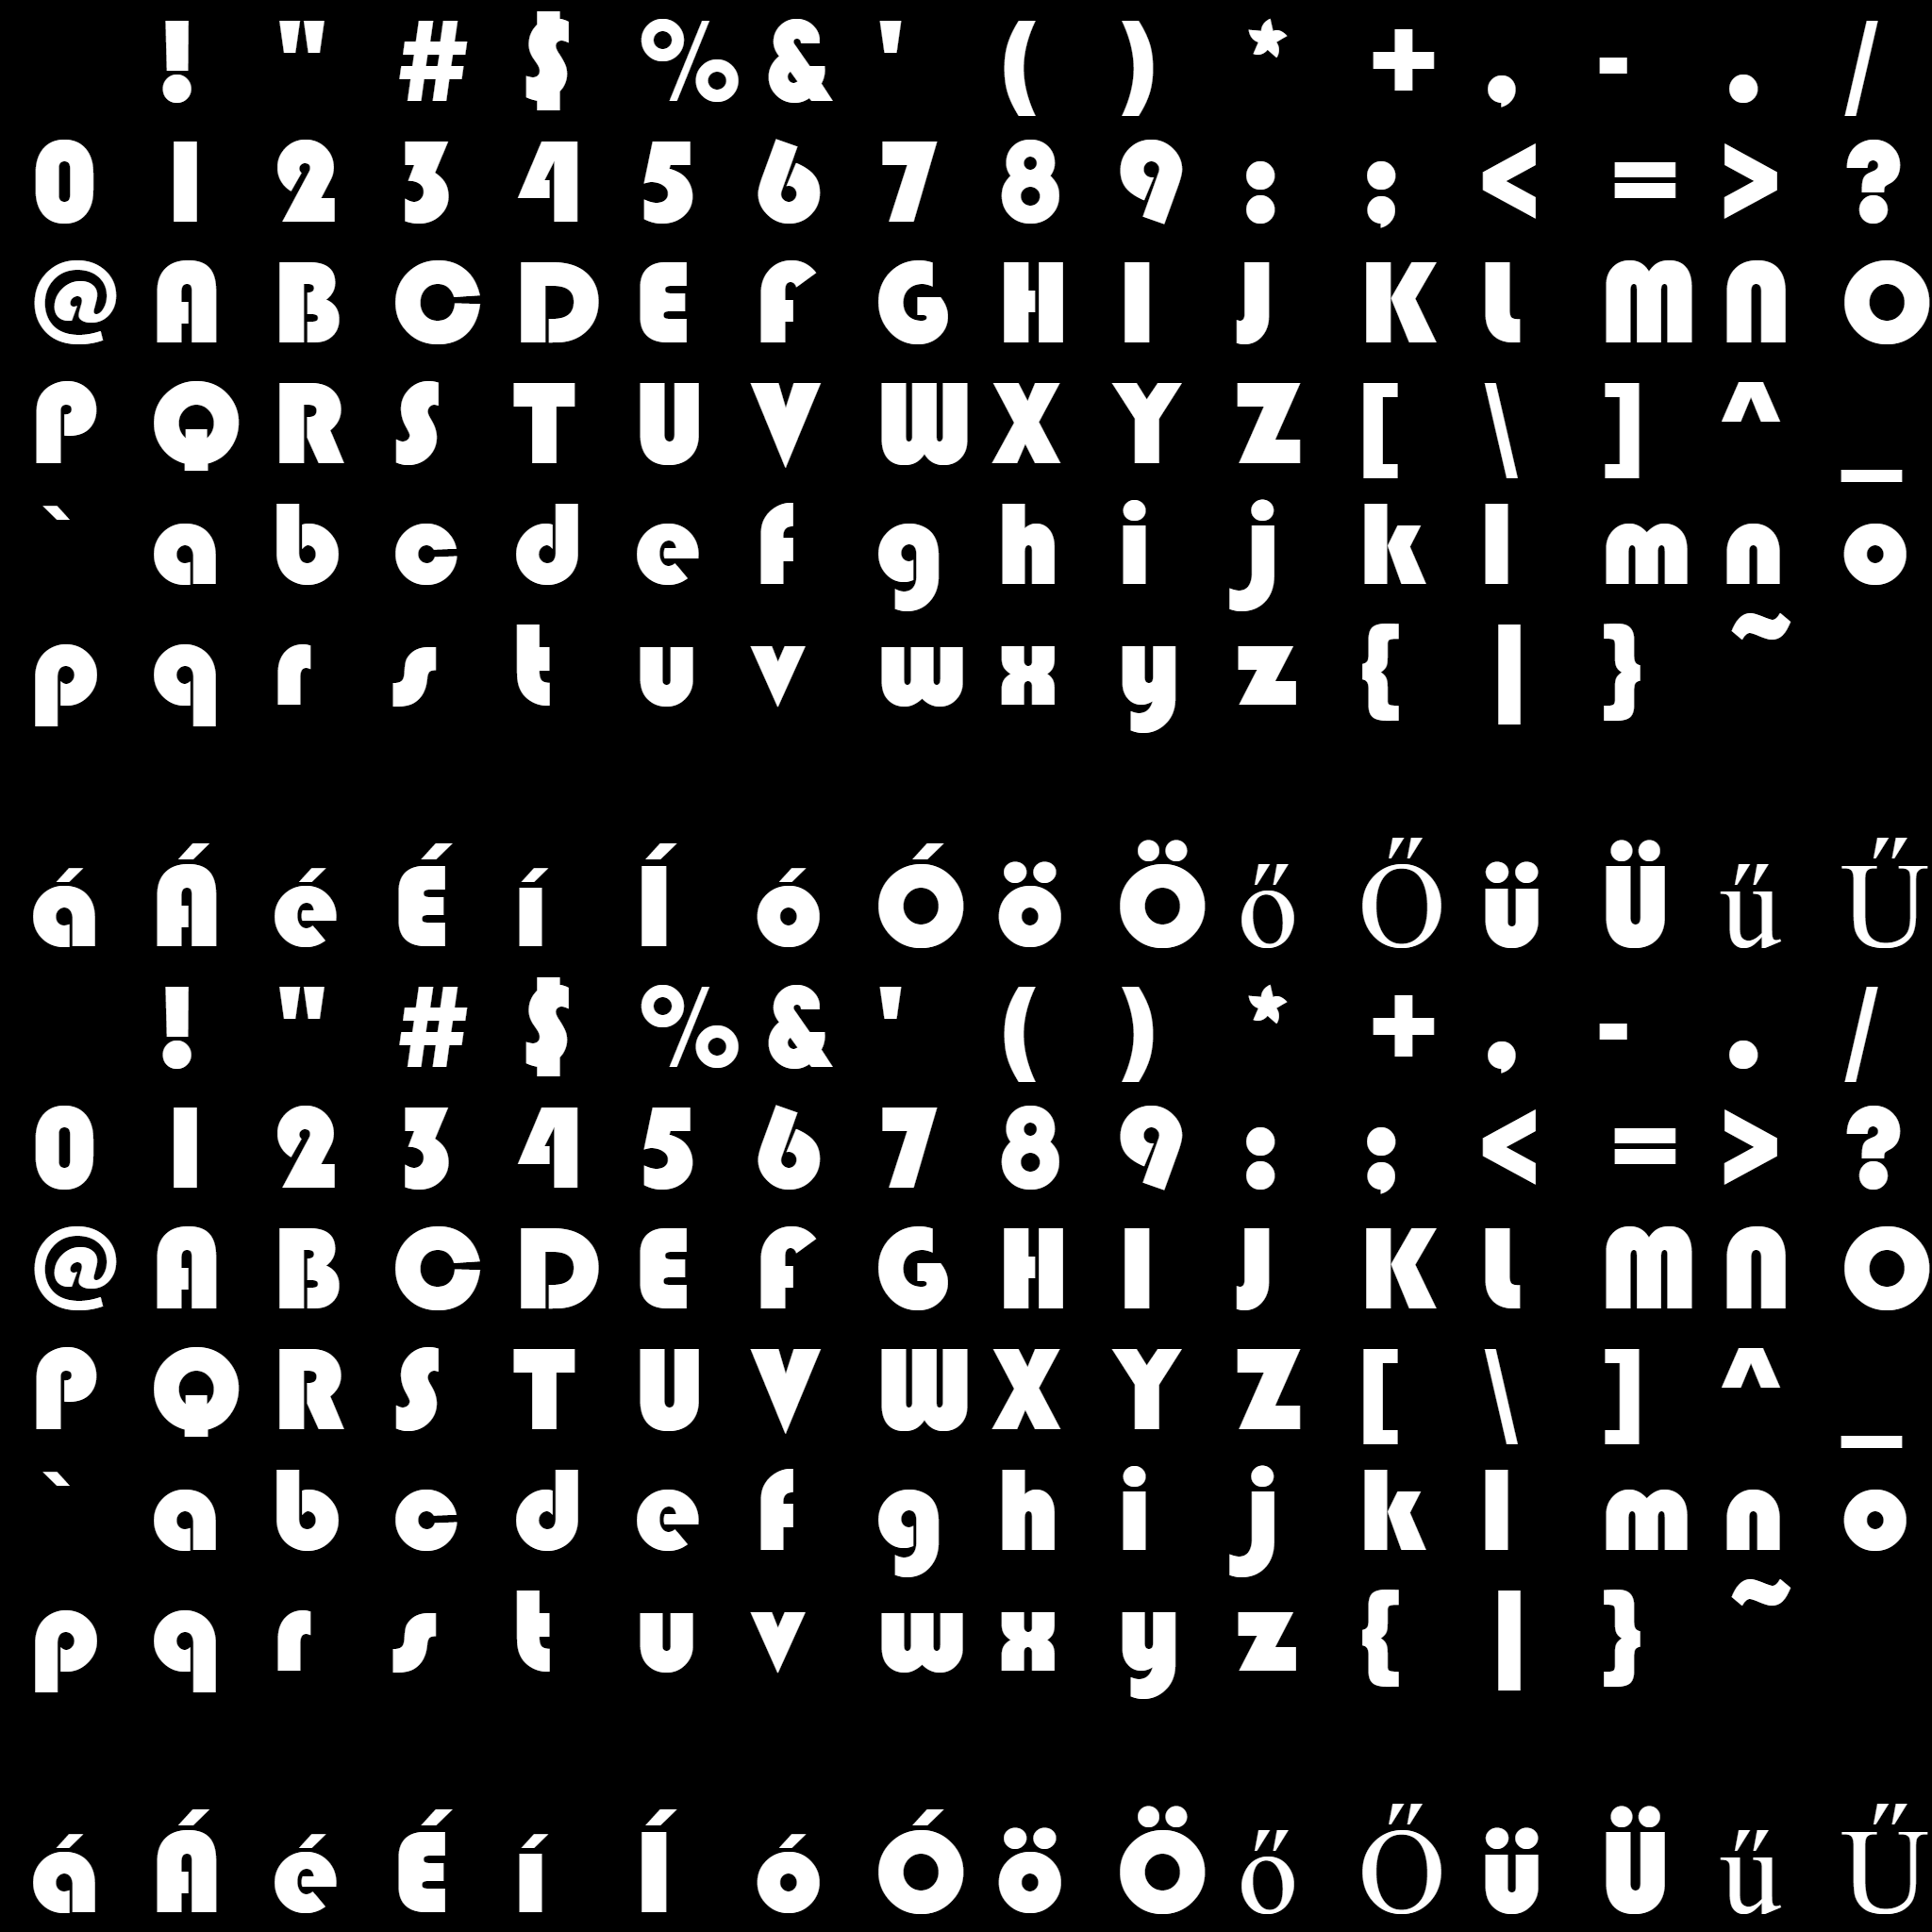 ! " # $ % & ' ( ) * + , - . /
0 1 2 3 4 5 6 7 8 9 : ; < = > ?
@ A B C D E F G H I J K L M N O
P Q R S T U V W X Y Z [ \ ] ^ _
` a b c d e f g h i j k l m n o
p q r s t u v w x y z { | } ~
á Á é É í Í ó Ó ö Ö ő Ő ü Ü ű Ű
! " # $ % & ' ( ) * + , - . /
0 1 2 3 4 5 6 7 8 9 : ; < = > ?
@ A B C D E F G H I J K L M N O
P Q R S T U V W X Y Z [ \ ] ^ _
` a b c d e f g h i j k l m n o
p q r s t u v w x y z { | } ~
á Á é É í Í ó Ó ö Ö ő Ő ü Ü ű Ű